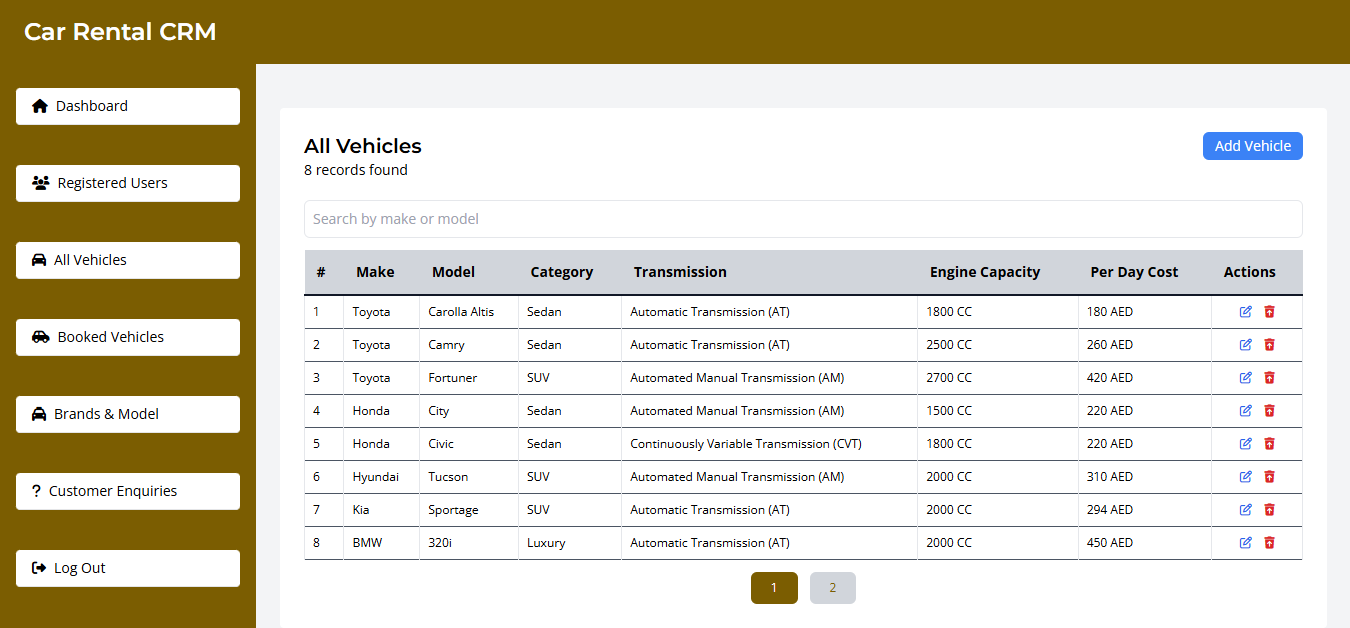 Car Rental CRM
Dashboard
Registered Users
All Vehicles
Booked Vehicles
Brands & Model
? Customer Enquiries
Log Out
All Vehicles
8 records found
Add Vehicle
Search by make or model
# Make Model Category Transmission Engine Capacity Per Day Cost Actions
1 Toyota Carolla Altis Sedan Automatic Transmission (AT) 1800 CC 180 AED
2 Toyota Camry Sedan Automatic Transmission (AT) 2500 CC 260 AED
3 Toyota Fortuner SUV Automated Manual Transmission (AM) 2700 CC 420 AED
4 Honda City Sedan Automated Manual Transmission (AM) 1500 CC 220 AED
5 Honda Civic Sedan Continuously Variable Transmission (CVT) 1800 CC 220 AED
6 Hyundai Tucson SUV Automated Manual Transmission (AM) 2000 CC 310 AED
7 Kia Sportage SUV Automatic Transmission (AT) 2000 CC 294 AED
8 BMW 320i Luxury Automatic Transmission (AT) 2000 CC 450 AED
1 2